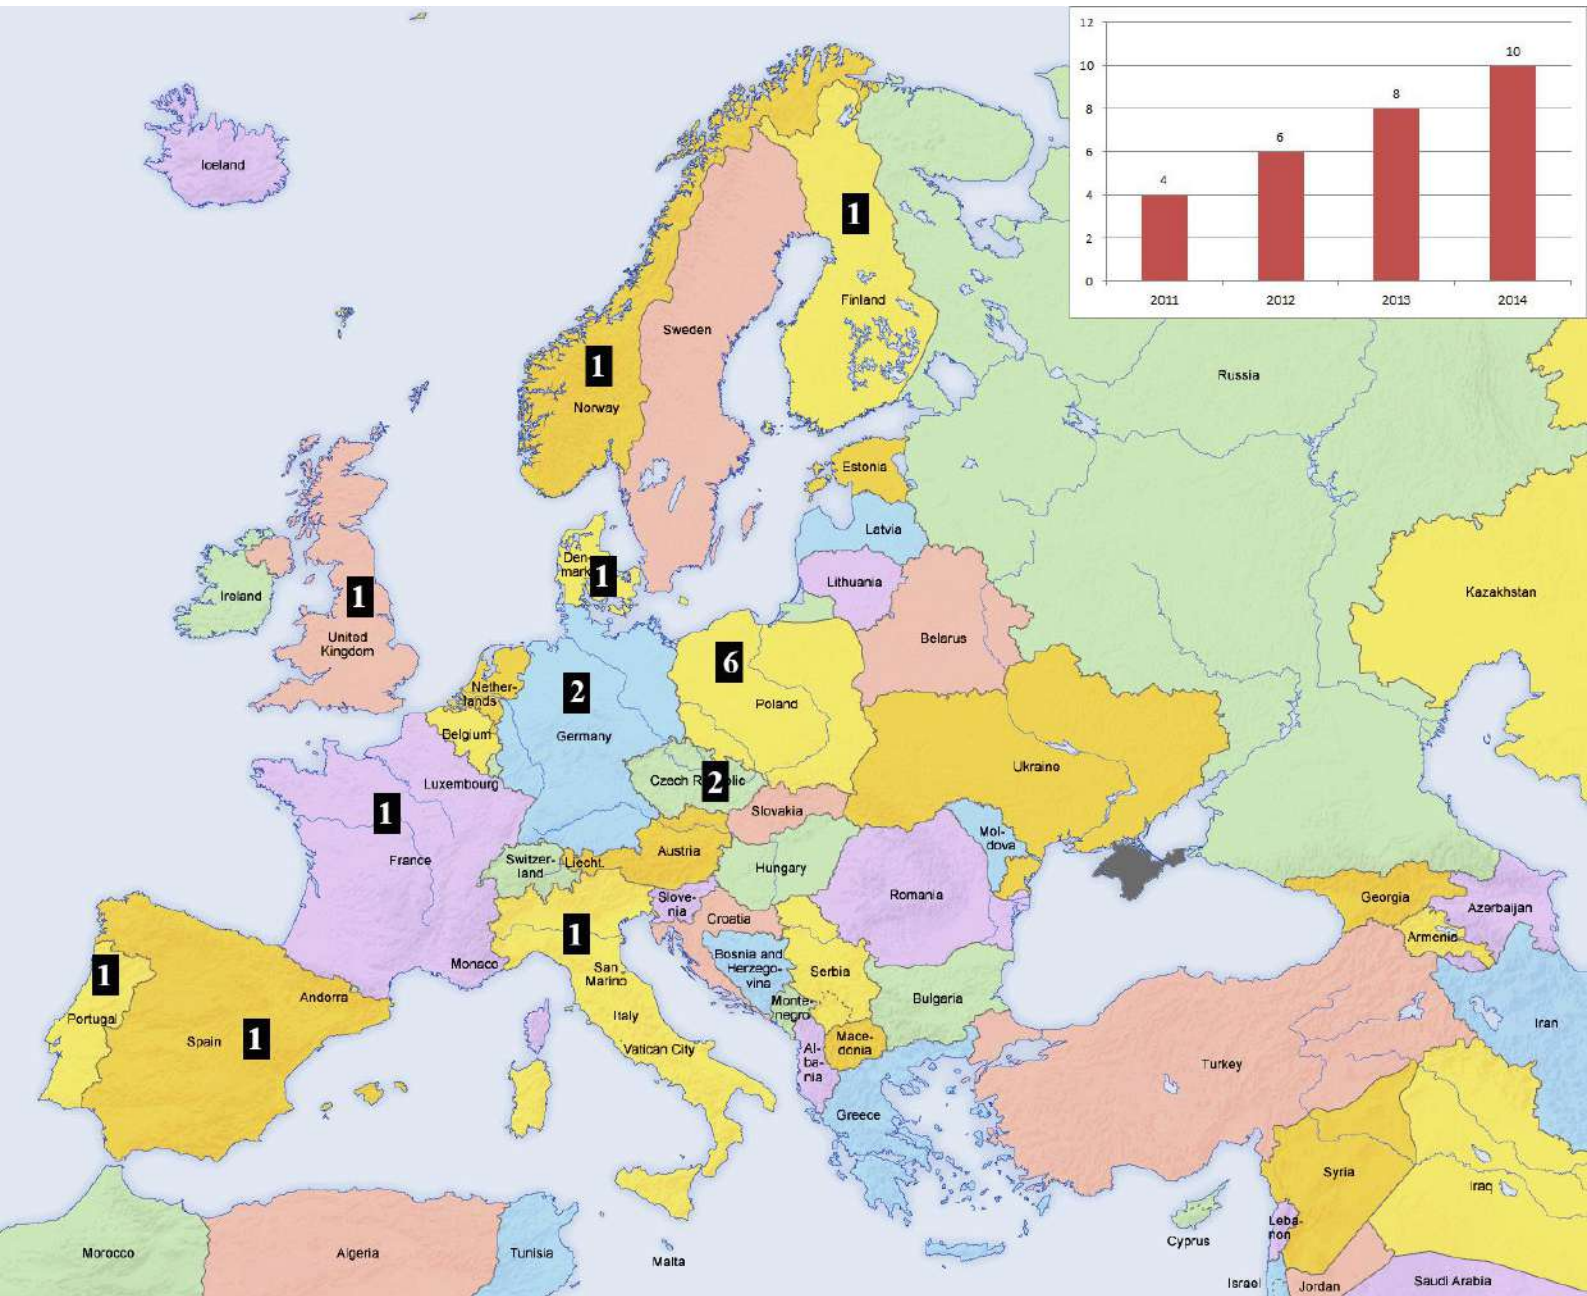 12
10
8
6
4
2
0
4
6
8
10
2011
2012
2013
2014
Iceland
1
Finland
Sweden
1
Norway
Russia
Estonia
Latvia
Lithuania
Den-
mark
1
Ireland
1
United
Kingdom
Belarus
Kazakhstan
6
Poland
Nether-
lands
2
Germany
Belgium
Luxembourg
Czech R
blic
2
Ukraine
Slovakia
1
France
Switzer-
land
Liecht.
Austria
Hungary
Mol-
dova
Romania
Slove-
nia
Croatia
Georgia
Azerbaijan
Armenia
1
Monaco
San
Marino
Bosnia and
Herzego-
vina
Serbia
Monte-
negro
Bulgaria
1
Portugal
Andorra
Spain
1
Italy
Vatican City
Al-
ba-
nia
Mace-
donia
Iran
Turkey
Greece
Syria
Iraq
Morocco
Algeria
Tunisia
Malta
Cyprus
Leba-
non
Israel
Jordan
Saudi Arabia